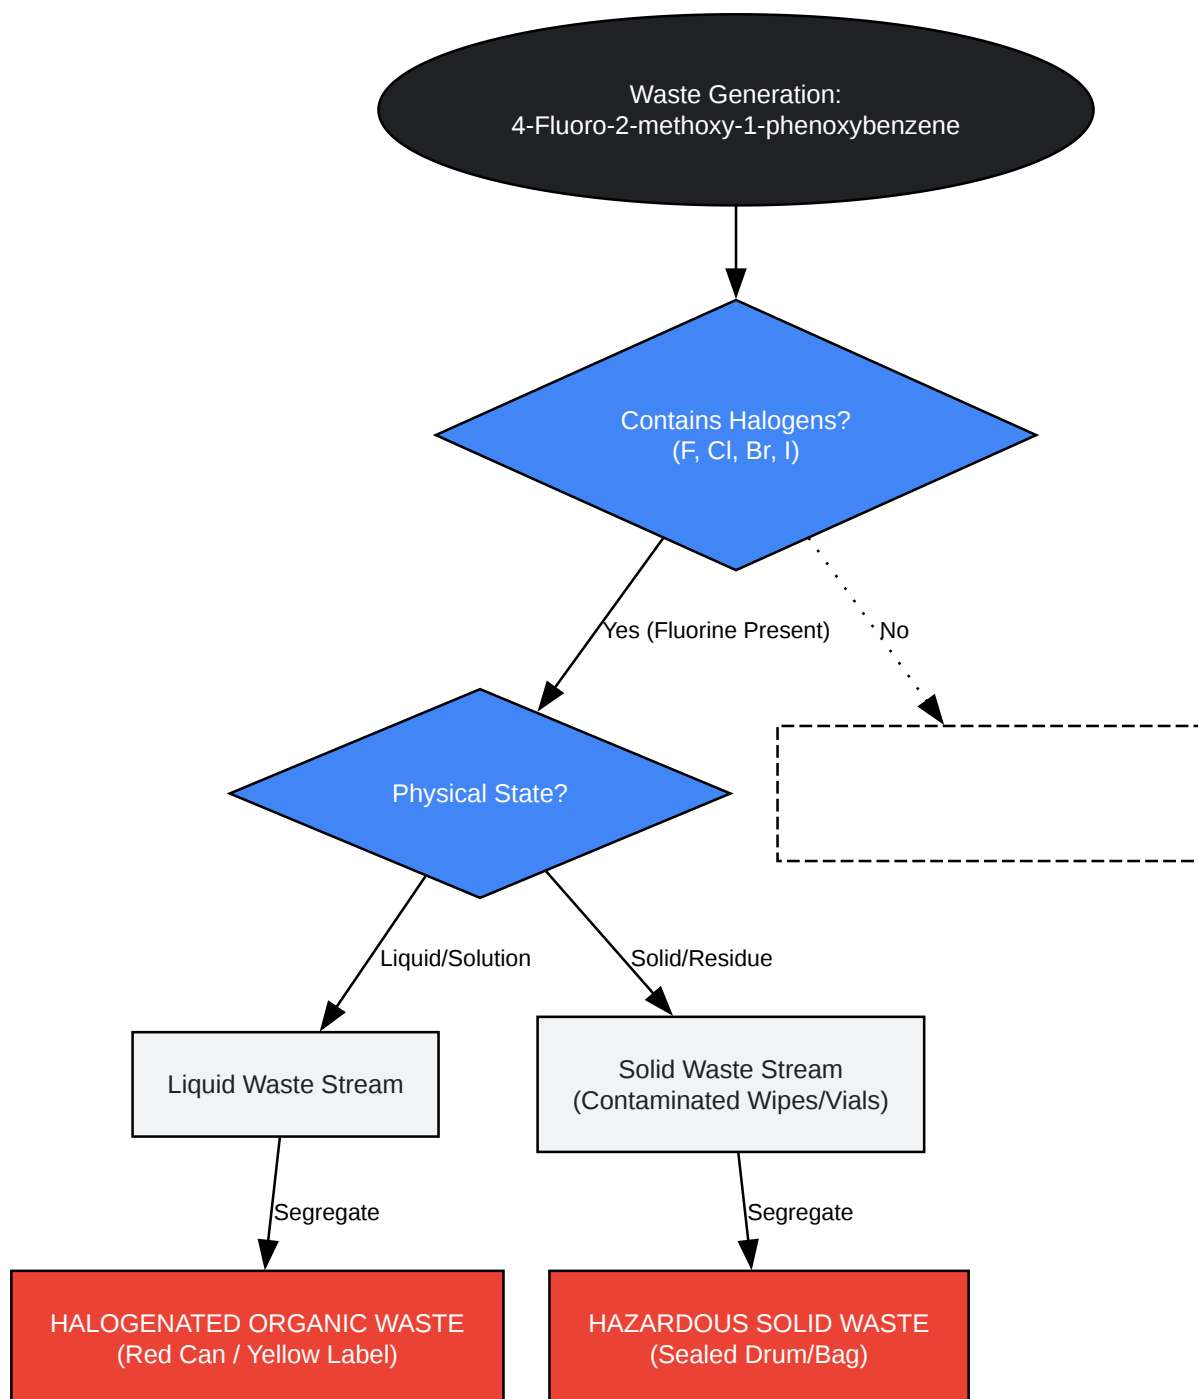 Waste Generation:
4-Fluoro-2-methoxy-1-phenoxybenzene
Contains Halogens?
(F, Cl, Br, I)
Yes (Fluorine Present)
No
Physical State?
Liquid/Solution
Solid/Residue
Liquid Waste Stream
Solid Waste Stream
(Contaminated Wipes/Vials)
Segregate
Segregate
HALOGENATED ORGANIC WASTE
(Red Can / Yellow Label)
HAZARDOUS SOLID WASTE
(Sealed Drum/Bag)